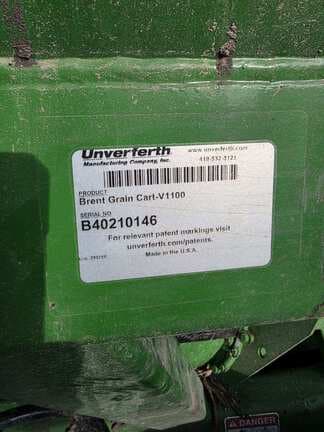 Unverferth
www.unverferth.com
Manufacturing Company, Inc.
419-532-3121
PRODUCT
Brent Grain Cart-V1100
SERIAL NO
B40210146
For relevant patent markings visit
unverferth.com/patents.
Made in the U.S.A.
DANGER